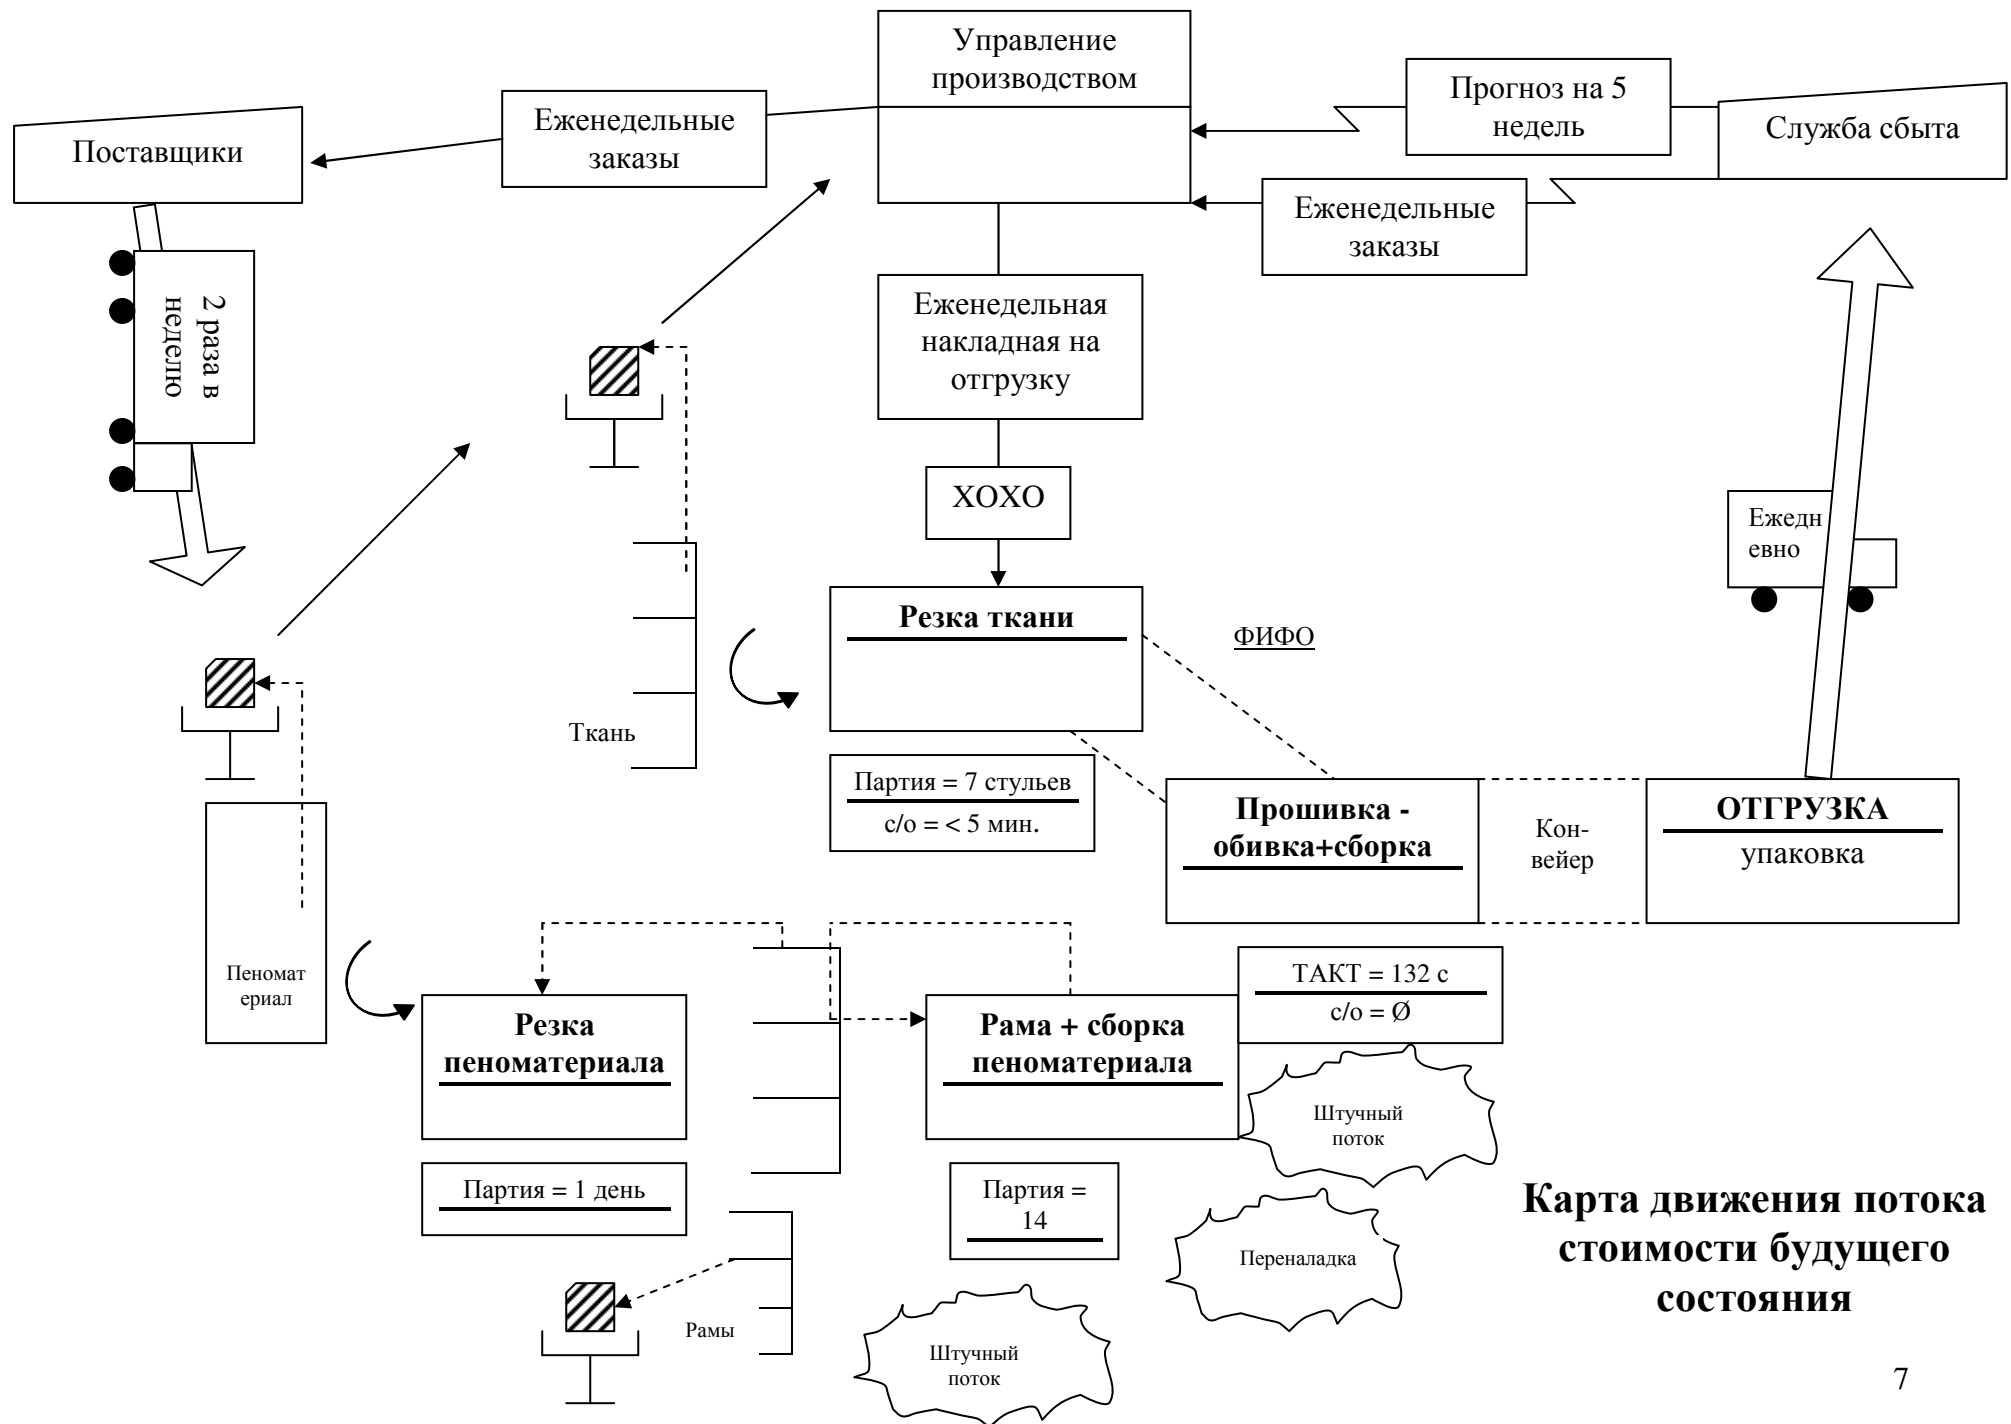 Управление
производством
Прогноз на 5
недель
Служба сбыта
Еженедельные
заказы
Поставщики
Еженедельные
заказы
2 раза в
неделю
Еженедельная
накладная на
отгрузку
XOXO
Ежедн
евно
Резка ткани
ФИФО
Ткань
Партия = 7 стульев
с/о = < 5 мин.
Прошивка -
обивка+сборка
Кон-
вейер
ОТГРУЗКА
упаковка
Пеномат
ериал
ТАКТ = 132 с
с/о = Ø
Резка
пеноматериала
Рама + сборка
пеноматериала
Штучный
поток
Партия = 1 день
Партия =
14
Переналадка
Карта движения потока
стоимости будущего
состояния
Рамы
Штучный
поток
7